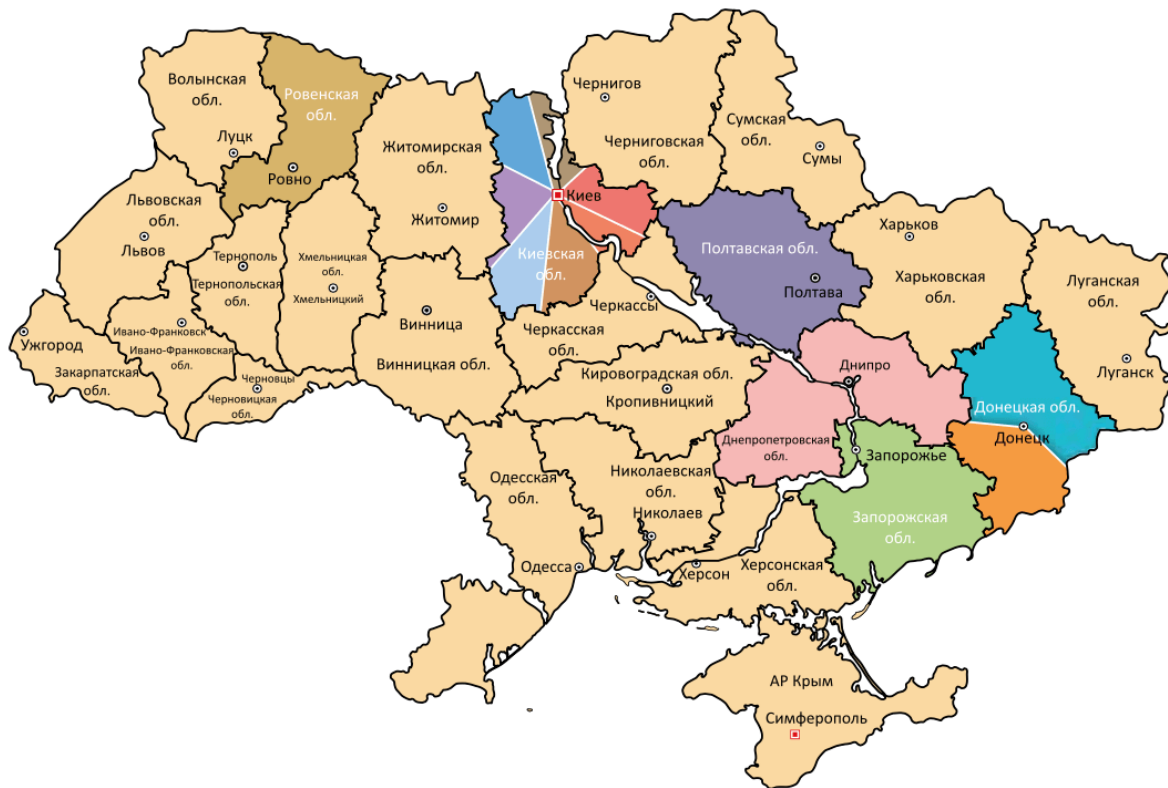 Волынская
обл.
Луцк
Ровенская
обл.
Ровно
Житомирская
обл.
Житомир
Чернигов
Черниговская
обл.
Сумская
обл.
Сумы
Киев
Киевская
обл.
Львовская
обл.
Львов
Тернополь
Тернопольская
обл.
Хмельницкая
обл.
Хмельницкий
Полтавская обл.
Полтава
Харьков
Харьковская
обл.
Луганская
обл.
Луганск
Ужгород
Закарпатская
обл.
Ивано-Франковск
Ивано-Франковская
обл.
Черновцы
Черновицкая
обл.
Винница
Винницкая обл.
Черкассы
Черкасская
обл.
Кировоградская обл.
Кропивницкий
Днипро
Днепропетровская
обл.
Донецкая обл.
Донецк
Запорожье
Запорожская
обл.
Одесская
обл.
Одесса
Николаевская
обл.
Николаев
Херсон
Херсонская
обл.
АР Крым
Симферополь